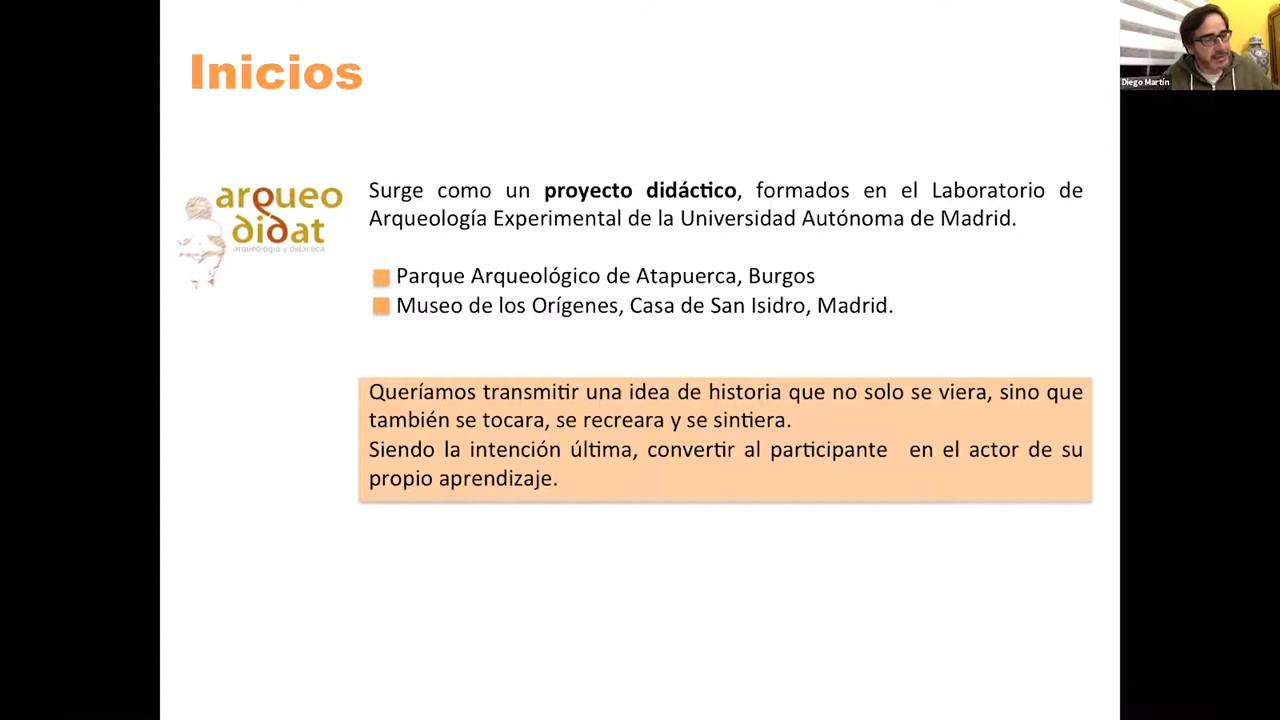 Inicios
Diego Martín
arqueo
didat
arqueología y didáctica
Surge como un proyecto didáctico, formados en el Laboratorio de
Arqueología Experimental de la Universidad Autónoma de Madrid.
Parque Arqueológico de Atapuerca, Burgos
Museo de los Orígenes, Casa de San Isidro, Madrid.
Queríamos transmitir una idea de historia que no solo se viera, sino que
también se tocara, se recreara y se sintiera.
Siendo la intención última, convertir al participante en el actor de su
propio aprendizaje.